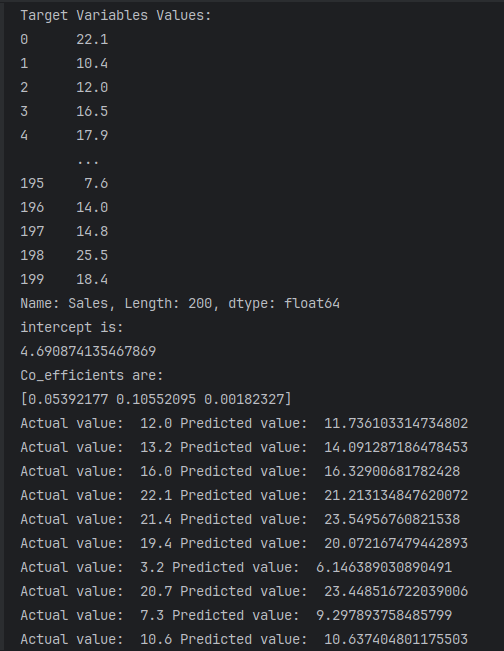 Target Variables Values:
0      22.1
1      10.4
2      12.0
3      16.5
4      17.9
       ...
195     7.6
196    14.0
197    14.8
198    25.5
199    18.4
Name: Sales, Length: 200, dtype: float64
intercept is:
4.690874135467869
Co_efficients are:
[0.05392177 0.10552095 0.00182327]
Actual value:  12.0 Predicted value:  11.736103314734802
Actual value:  13.2 Predicted value:  14.091287186478453
Actual value:  16.0 Predicted value:  16.32900681782428
Actual value:  22.1 Predicted value:  21.213134847620072
Actual value:  21.4 Predicted value:  23.54956760821538
Actual value:  19.4 Predicted value:  20.072167479442893
Actual value:  3.2 Predicted value:  6.146389030890491
Actual value:  20.7 Predicted value:  23.448516722039006
Actual value:  7.3 Predicted value:  9.297893758485799
Actual value:  10.6 Predicted value:  10.637404801175503